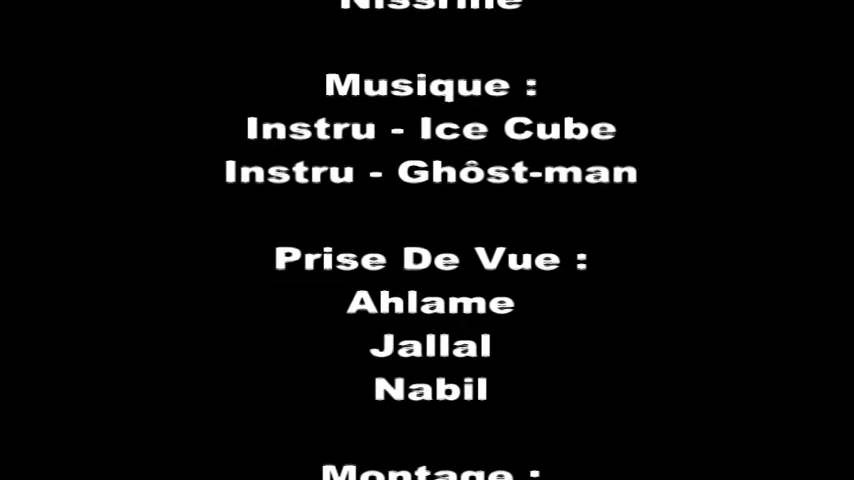 Nissrine
Musique :
Instru - Ice Cube
Instru - Ghôst-man
Prise De Vue :
Ahlame
Jallal
Nabil
Montage :